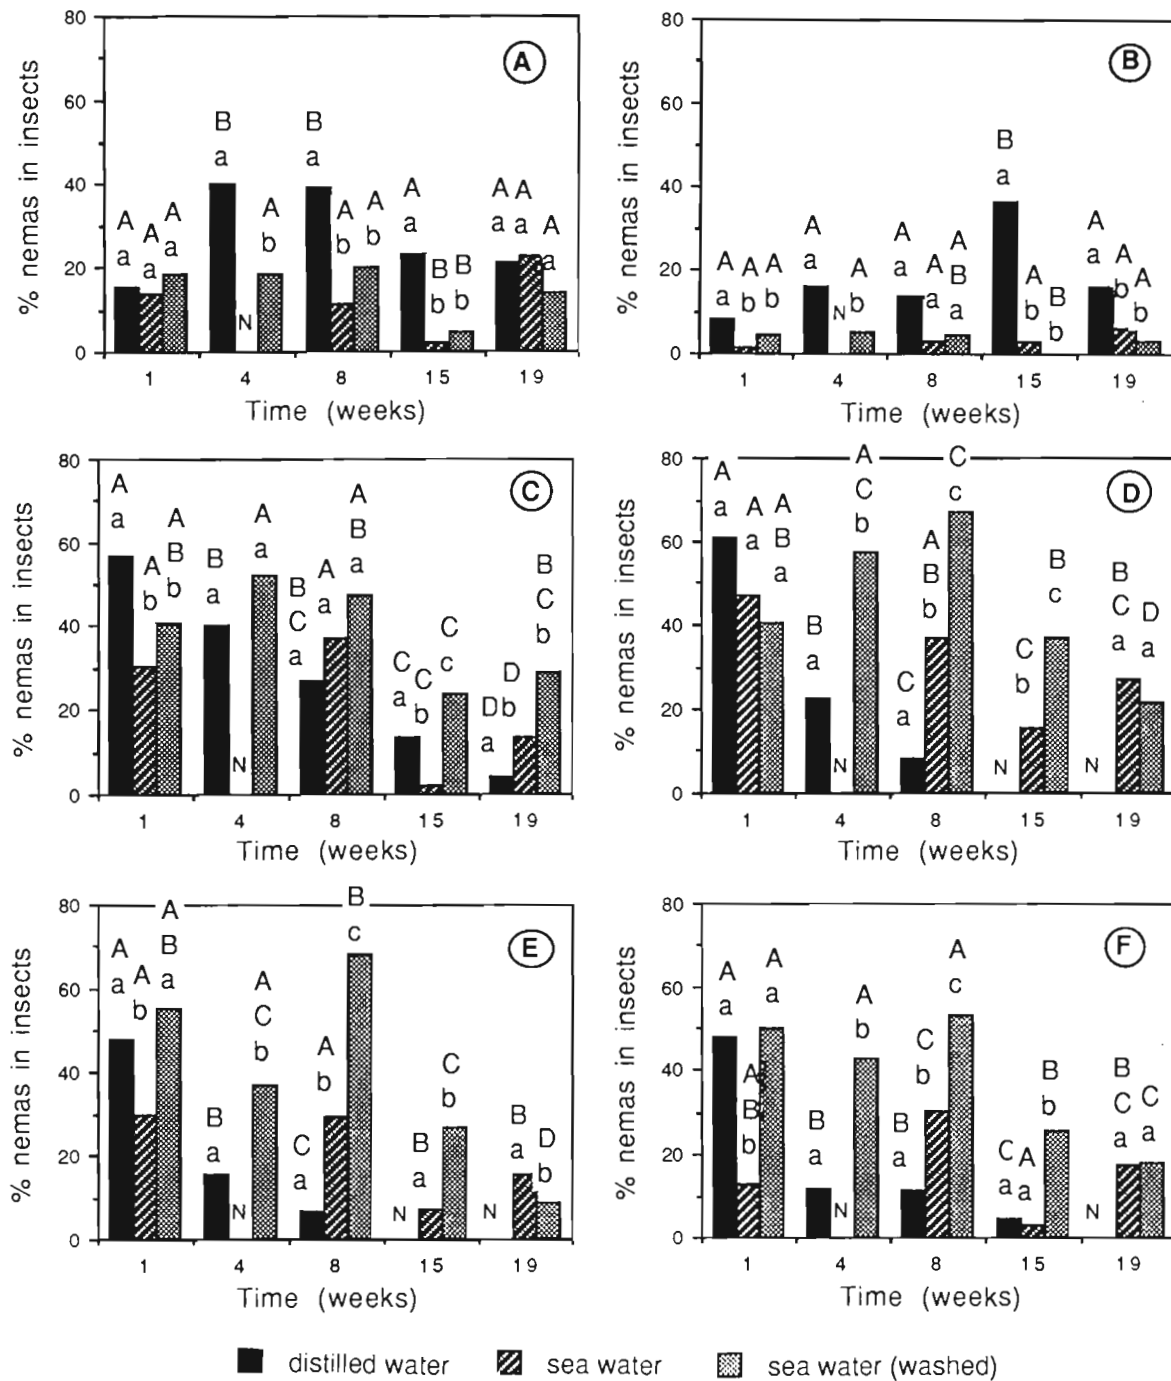 80 60 40 20 0
% nemas in insects
A
A a A a A a
B a N A b
B a A b A b
A a B b B b
A a A a A a
1 4 8 15 19
Time (weeks)
80 60 40 20 0
% nemas in insects
B
A a A b A b
A a N A b
A a A a A B a
B a A b B b
A a A b A b
1 4 8 15 19
Time (weeks)
80 60 40 20 0
% nemas in insects
C
A a A b A B b
B a N A a
B C a A a A B a
C a C b C c
D a D b B C b
1 4 8 15 19
Time (weeks)
80 60 40 20 0
% nemas in insects
D
A a A a A B a
B a N A C b
C a A B b C c
N C b B c
N B C a D a
1 4 8 15 19
Time (weeks)
80 60 40 20 0
% nemas in insects
E
A a A b A B a
B a N A C b
C a A b B c
N B a C b
N B a D b
1 4 8 15 19
Time (weeks)
80 60 40 20 0
% nemas in insects
F
A a A B b A a
B a N A b
B a C b A c
C a A a B b
N B C a C a
1 4 8 15 19
Time (weeks)
distilled water sea water sea water (washed)